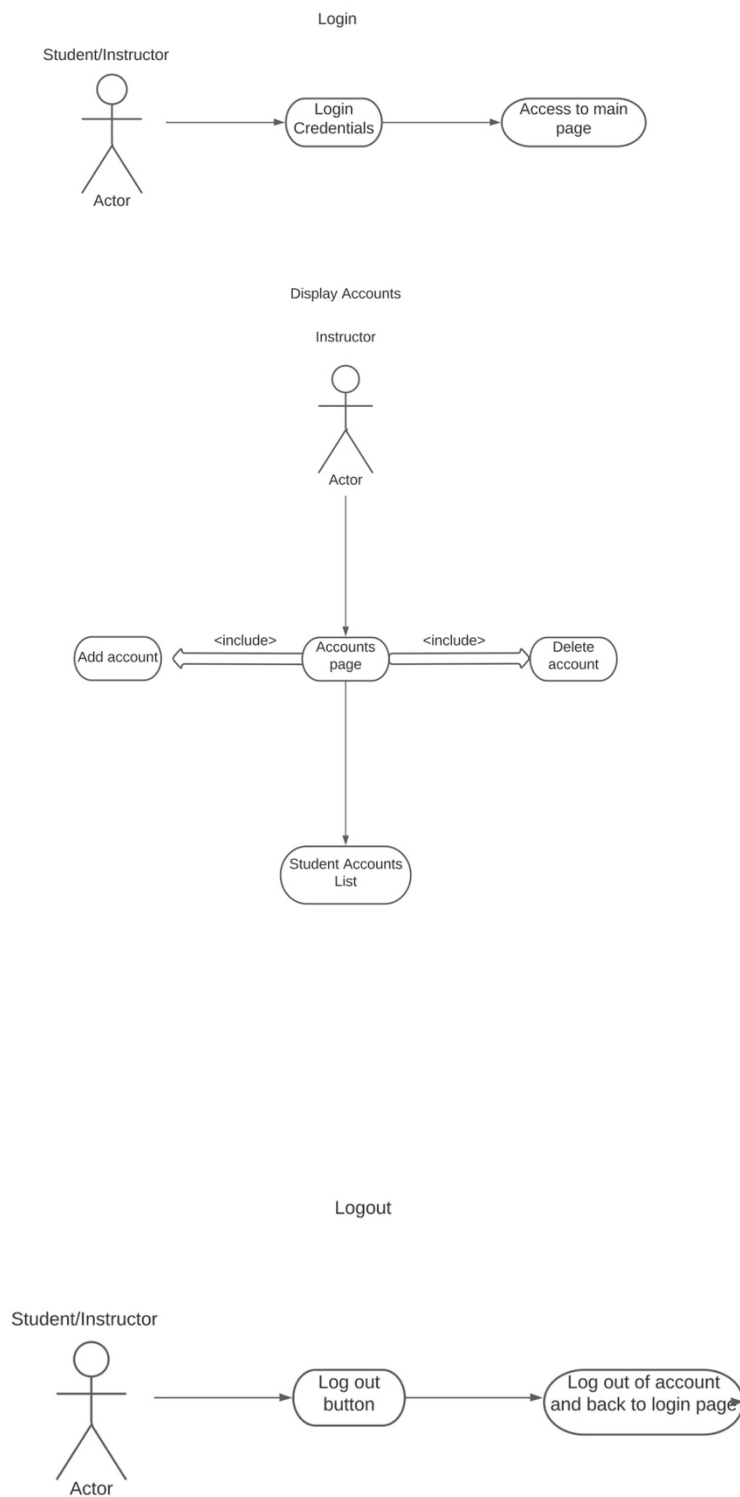 Login
Student/Instructor
Login
Credentials
Access to main
page
Actor
Display Accounts
Instructor
Actor
<include>
<include>
Add account
Accounts
page
Delete
account
Student Accounts
List
Logout
Student/Instructor
Log out
button
Log out of account
and back to login page
Actor